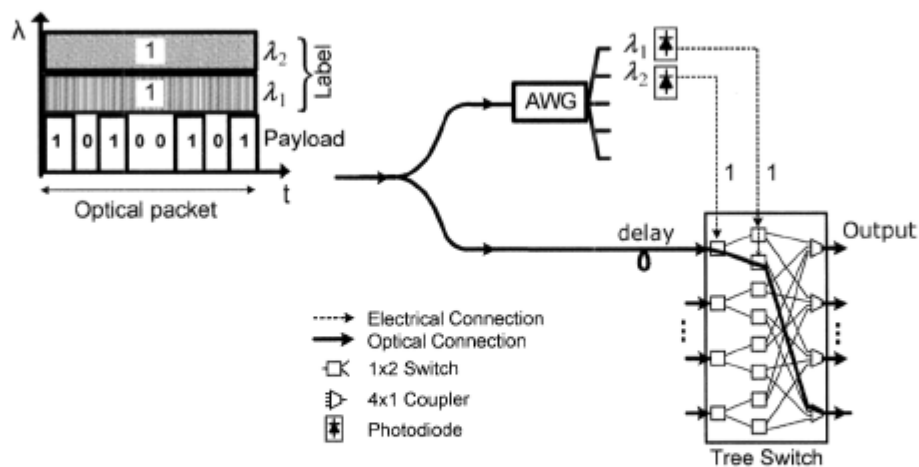 λ
1
λ2
1
λ1
Label
1 0 1 0 0 1 0 1
Payload
t
Optical packet
AWG
λ1
λ2
1
1
delay
Output
Electrical Connection
Optical Connection
1x2 Switch
4x1 Coupler
Photodiode
Tree Switch